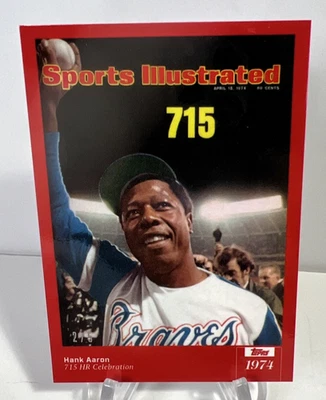 Sports Illustrated
APRIL 15, 1974 60 CENTS
715
Braves
Hank Aaron
715 HR Celebration
Topps
1974